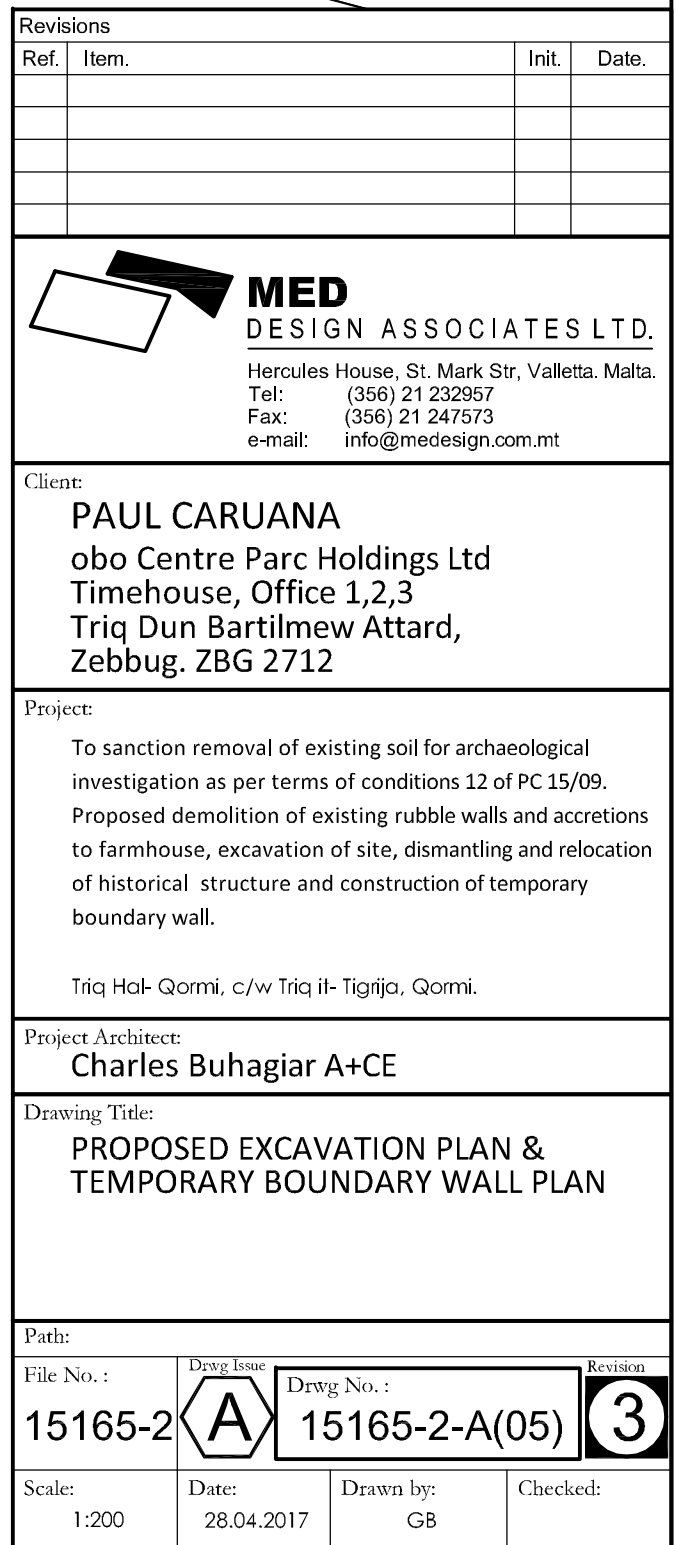 Revisions
Ref. Item. Init. Date.
MED
DESIGN ASSOCIATES LTD.
Hercules House, St. Mark Str, Valletta. Malta.
Tel: (356) 21 232957
Fax: (356) 21 247573
e-mail: info@medesign.com.mt
Client:
PAUL CARUANA
obo Centre Parc Holdings Ltd
Timehouse, Office 1,2,3
Triq Dun Bartilmew Attard,
Zebbug. ZBG 2712
Project:
To sanction removal of existing soil for archaeological
investigation as per terms of conditions 12 of PC 15/09.
Proposed demolition of existing rubble walls and accretions
to farmhouse, excavation of site, dismantling and relocation
of historical structure and construction of temporary
boundary wall.
Triq Hal- Qormi, c/w Triq it- Tigrija, Qormi.
Project Architect:
Charles Buhagiar A+CE
Drawing Title:
PROPOSED EXCAVATION PLAN &
TEMPORARY BOUNDARY WALL PLAN
Path:
File No. : Drwg Issue Drwg No. : Revision
15165-2 A 15165-2-A(05) 3
Scale: Date: Drawn by: Checked:
1:200 28.04.2017 GB